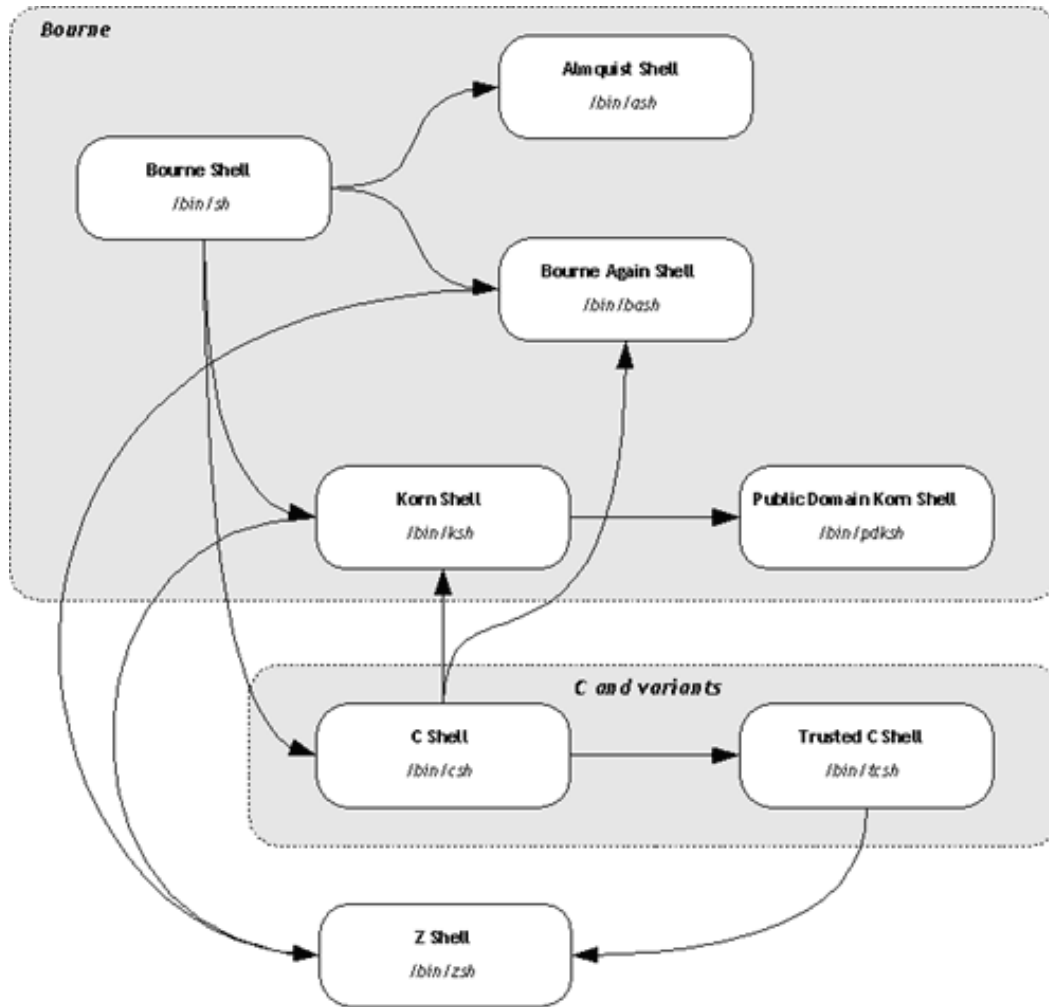 Bourne
Almquist Shell
/bin/ash
Bourne Shell
/bin/sh
Bourne Again Shell
/bin/bash
Korn Shell
/bin/ksh
Public Domain Korn Shell
/bin/pdksh
C and variants
C Shell
/bin/csh
Trusted C Shell
/bin/tcsh
Z Shell
/bin/zsh